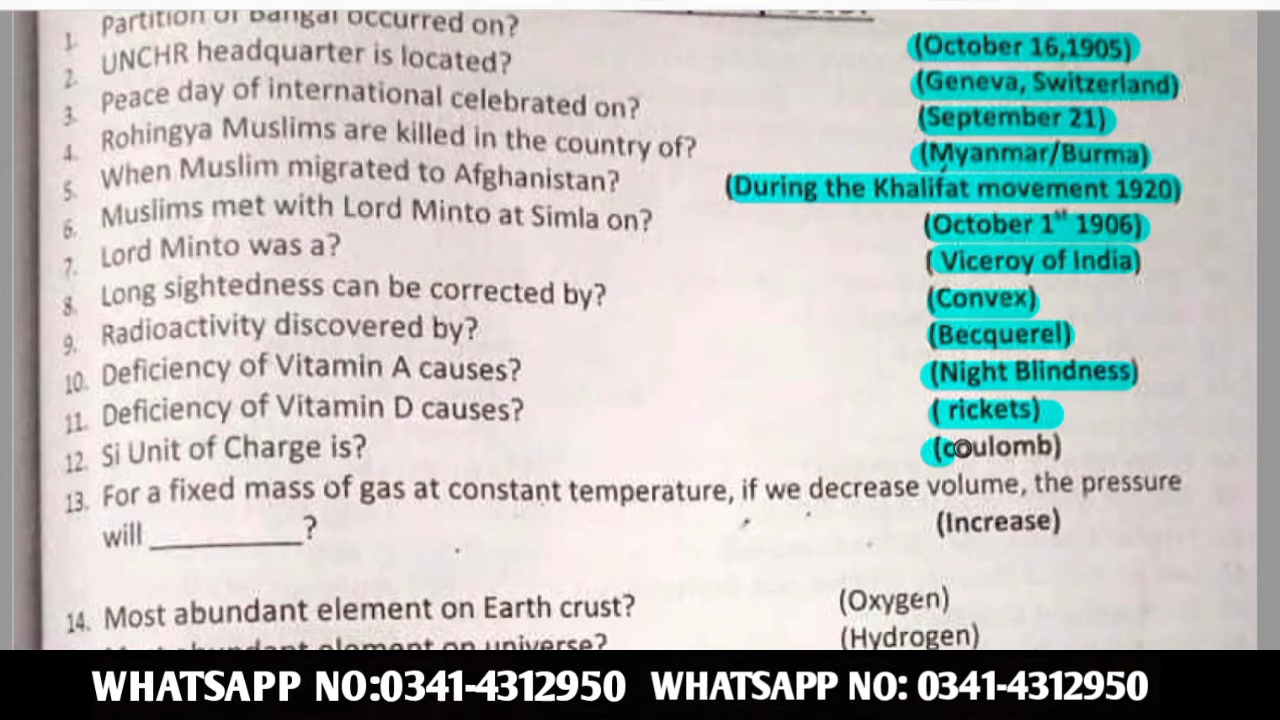 1. Partition of Bangal occurred on? (October 16,1905)
2. UNCHR headquarter is located? (Geneva, Switzerland)
3. Peace day of international celebrated on? (September 21)
4. Rohingya Muslims are killed in the country of? (Myanmar/Burma)
5. When Muslim migrated to Afghanistan? (During the Khalifat movement 1920)
6. Muslims met with Lord Minto at Simla on? (October 1st 1906)
7. Lord Minto was a? ( Viceroy of India)
8. Long sightedness can be corrected by? (Convex)
9. Radioactivity discovered by? (Becquerel)
10. Deficiency of Vitamin A causes? (Night Blindness)
11. Deficiency of Vitamin D causes? ( rickets)
12. Si Unit of Charge is? (coulomb)
13. For a fixed mass of gas at constant temperature, if we decrease volume, the pressure
will __________? (Increase)
14. Most abundant element on Earth crust? (Oxygen)
Most abundant element on universe? (Hydrogen)
WHATSAPP NO:0341-4312950 WHATSAPP NO: 0341-4312950